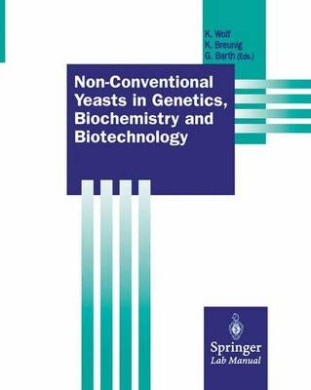 K. Wolf
K. Breunig
G. Barth (Eds.)
Non-Conventional
Yeasts in Genetics,
Biochemistry and
Biotechnology
Springer
Lab Manual